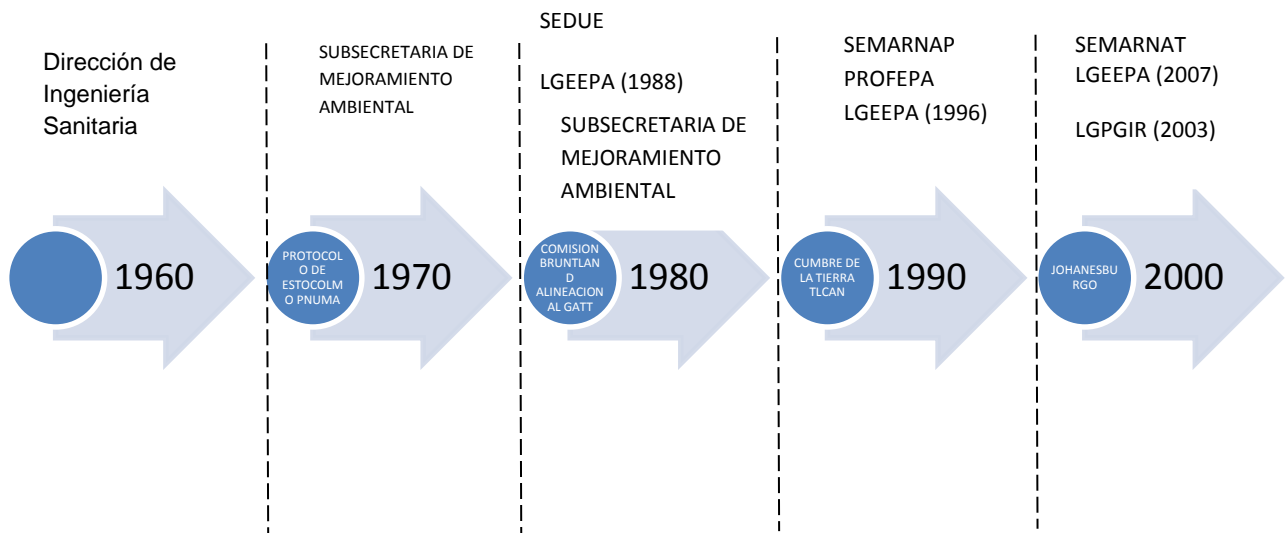 Dirección de
Ingeniería
Sanitaria
1960
SUBSECRETARIA DE
MEJORAMIENTO
AMBIENTAL
PROTOCOL
O DE
ESTOCOLM
O PNUMA
1970
SEDUE
LGEEPA (1988)
SUBSECRETARIA DE
MEJORAMIENTO
AMBIENTAL
COMISION
BRUNTLAN
D
ALINEACION
AL GATT
1980
SEMARNAP
PROFEPA
LGEEPA (1996)
CUMBRE DE
LA TIERRA
TLCAN
1990
SEMARNAT
LGEEPA (2007)
LGPGIR (2003)
JOHANESBU
RGO
2000